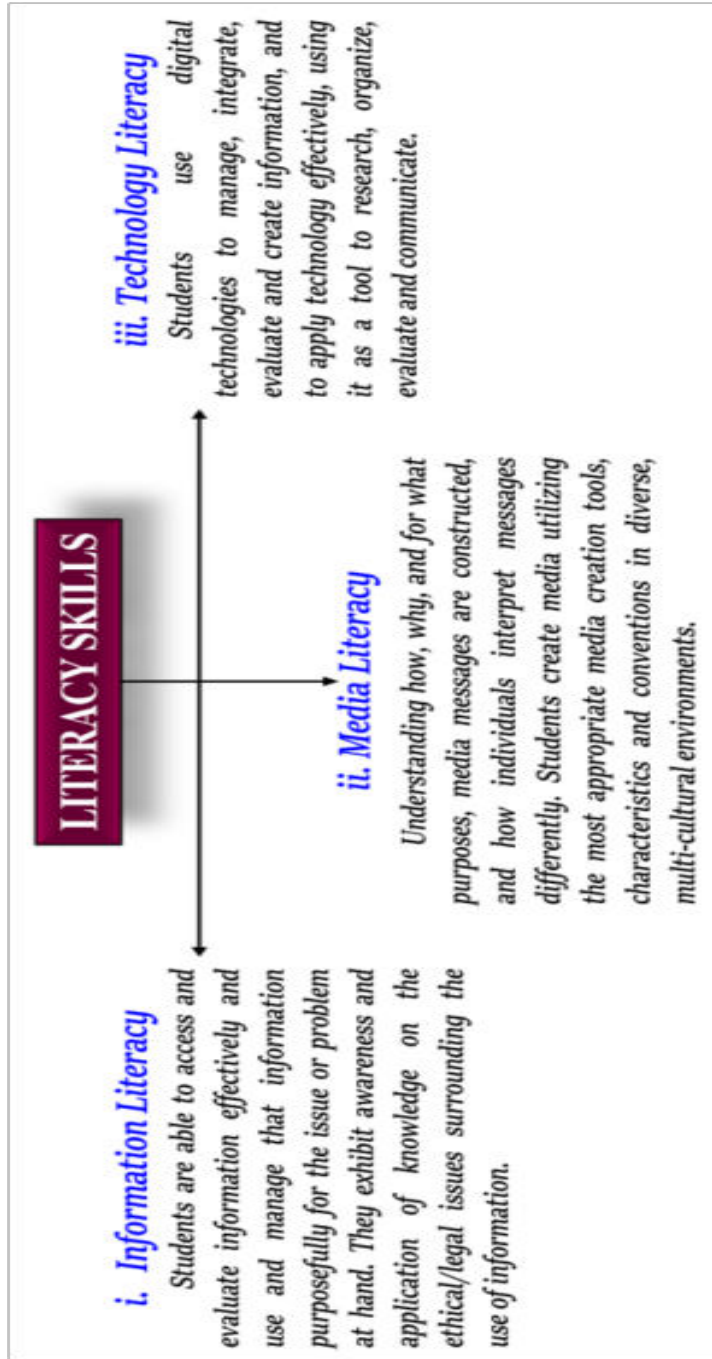 LITERACY SKILLS
i. Information Literacy
Students are able to access and
evaluate information effectively and
use and manage that information
purposefully for the issue or problem
at hand. They exhibit awareness and
application of knowledge on the
ethical/legal issues surrounding the
use of information.
ii. Media Literacy
Understanding how, why, and for what
purposes, media messages are constructed,
and how individuals interpret messages
differently. Students create media utilizing
the most appropriate media creation tools,
characteristics and conventions in diverse,
multi-cultural environments.
iii. Technology Literacy
Students use digital
technologies to manage, integrate,
evaluate and create information, and
to apply technology effectively, using
it as a tool to research, organize,
evaluate and communicate.